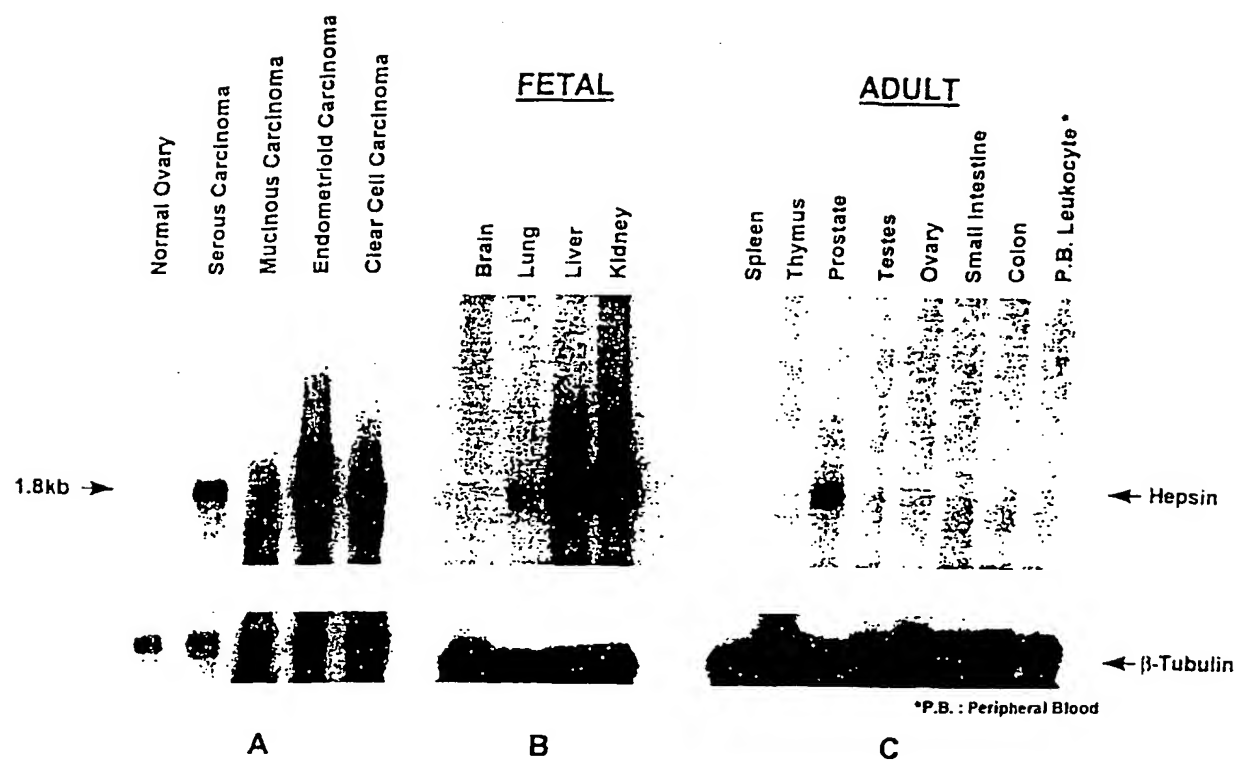 Normal Ovary
Serous Carcinoma
Mucinous Carcinoma
Endometrioid Carcinoma
Clear Cell Carcinoma
FETAL
Brain
Lung
Liver
Kidney
ADULT
Spleen
Thymus
Prostate
Testes
Ovary
Small Intestine
Colon
P.B. Leukocyte*
1.8kb
Hepsin
β-Tubulin
*P.B. : Peripheral Blood
A
B
C